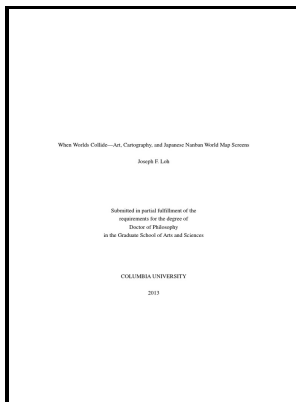 When Worlds Collide—Art, Cartography, and Japanese Nanban World Map Screens
Joseph F. Loh
Submitted in partial fulfillment of the
requirements for the degree of
Doctor of Philosophy
in the Graduate School of Arts and Sciences
COLUMBIA UNIVERSITY
2013